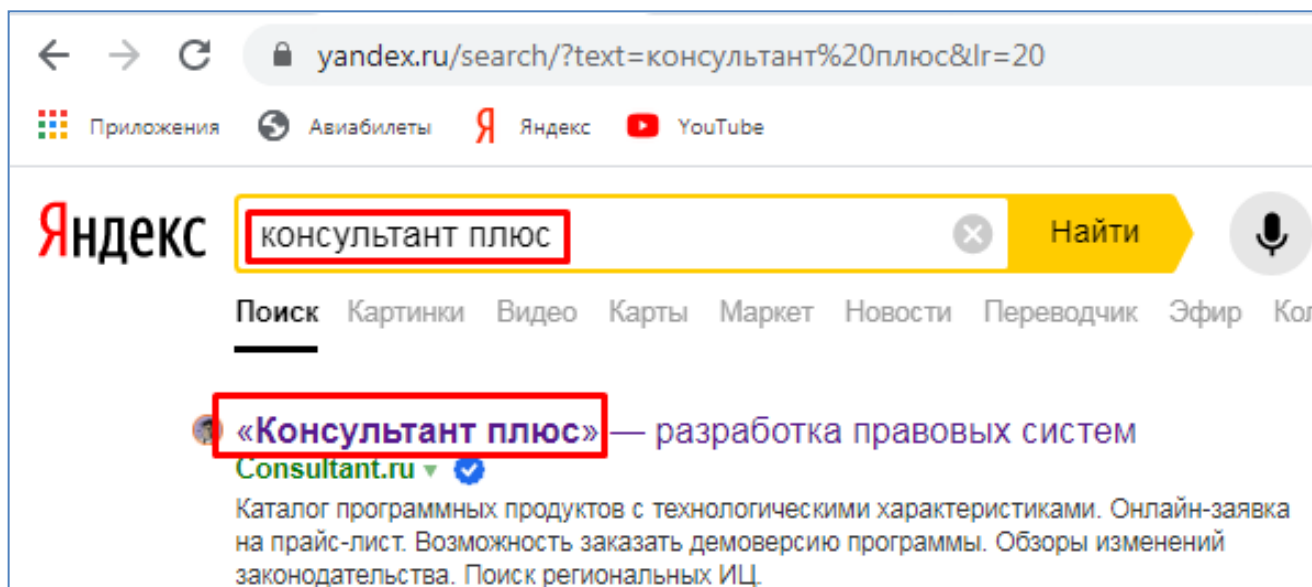 yandex.ru/search/?text=консультант%20плюс&lr=20
Приложения Авиабилеты Я Яндекс YouTube
Яндекс консультант плюс Найти
Поиск Картинки Видео Карты Маркет Новости Переводчик Эфир Кол
«Консультант плюс» — разработка правовых систем
Consultant.ru
Каталог программных продуктов с технологическими характеристиками. Онлайн-заявка
на прайс-лист. Возможность заказать демоверсию программы. Обзоры изменений
законодательства. Поиск региональных ИЦ.